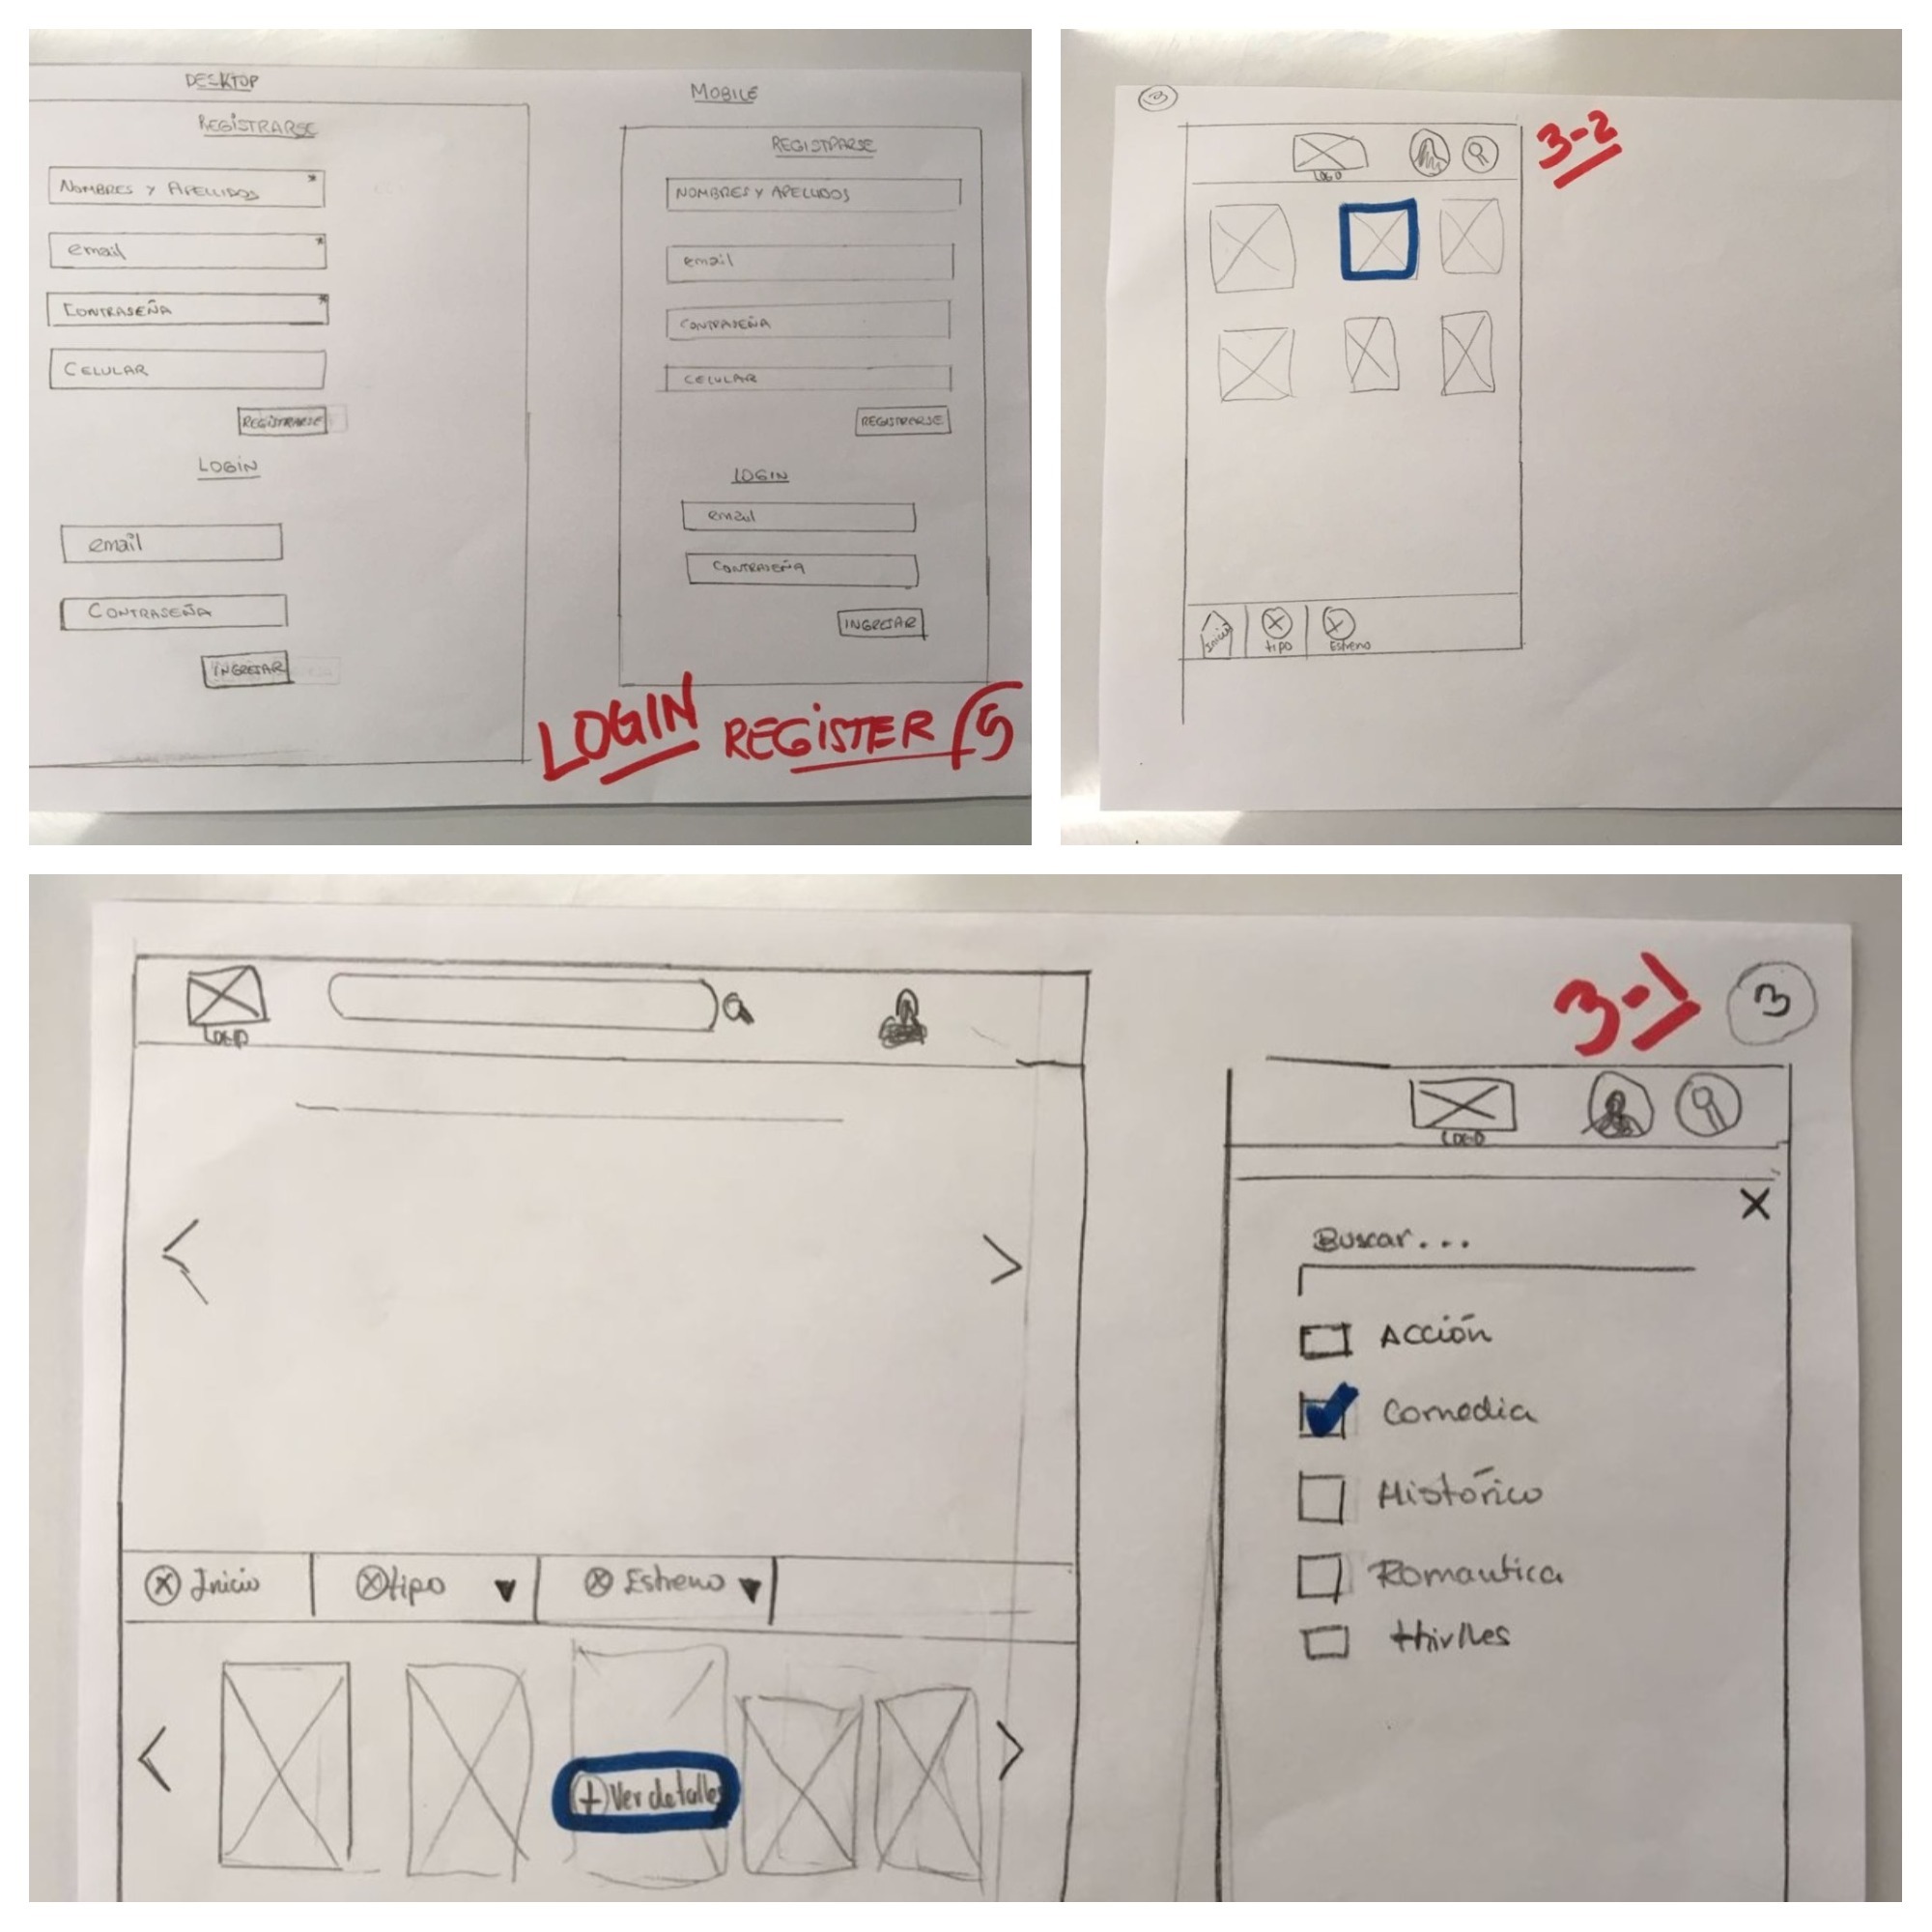 DESKTOP
REGISTRARSE
NOMBRES Y APELLIDOS *
email *
CONTRASEÑA *
CELULAR
REGISTRARSE
LOGIN
email
CONTRASEÑA
INGRESAR
MOBILE
REGISTRARSE
NOMBRES Y APELLIDOS
email
CONTRASEÑA
CELULAR
REGISTRARSE
LOGIN
email
CONTRASEÑA
INGRESAR
LOGIN REGISTER 5
3
3-2
LOGO
Inicio
tipo
Estreno
LOGO
Inicio
tipo
Estreno
+ Ver detalles
3-1
3
LOGO
X
Buscar...
Acción
Comedia
Histórico
Romantica